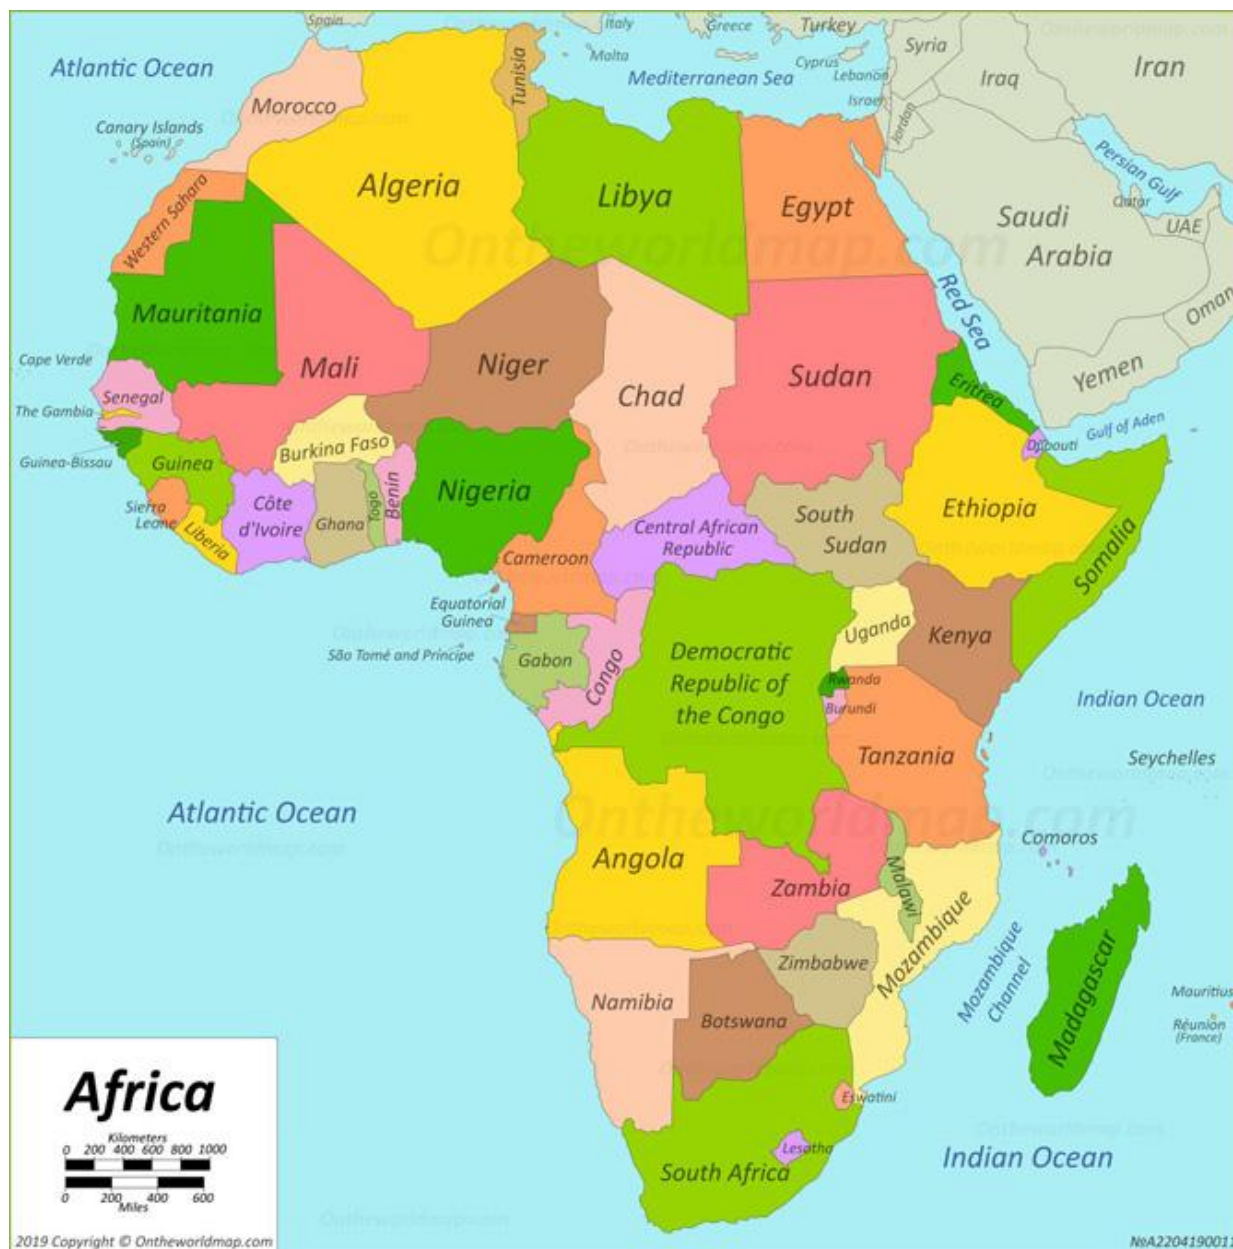 Spain
Italy
Greece
Turkey
Malta
Cyprus
Syria
Lebanon
Israel
Jordan
Iraq
Iran
Atlantic Ocean
Mediterranean Sea
Canary Islands
(Spain)
Morocco
Tunisia
Algeria
Libya
Egypt
Saudi
Arabia
Persian Gulf
Qatar
UAE
Oman
Yemen
Red Sea
Gulf of Aden
Western Sahara
Ontheworldmap.com
Mauritania
Mali
Niger
Chad
Sudan
Eritrea
Djibouti
Cape Verde
Senegal
The Gambia
Guinea-Bissau
Guinea
Sierra
Leone
Liberia
Côte
d'Ivoire
Burkina Faso
Ghana
Togo
Benin
Nigeria
Cameroon
Central African
Republic
South
Sudan
Ethiopia
Somalia
Equatorial
Guinea
São Tomé and Príncipe
Gabon
Congo
Democratic
Republic of
the Congo
Uganda
Kenya
Rwanda
Burundi
Tanzania
Indian Ocean
Seychelles
Atlantic Ocean
Ontheworldmap.com
Angola
Zambia
Malawi
Mozambique
Comoros
Mozambique
Channel
Madagascar
Mauritius
Réunion
(France)
Namibia
Botswana
Zimbabwe
Eswatini
Lesotho
South Africa
Indian Ocean
Africa
Kilometers
0 200 400 600 800 1000
0 200 400 600
Miles
2019 Copyright © Ontheworldmap.com
№A2204190011